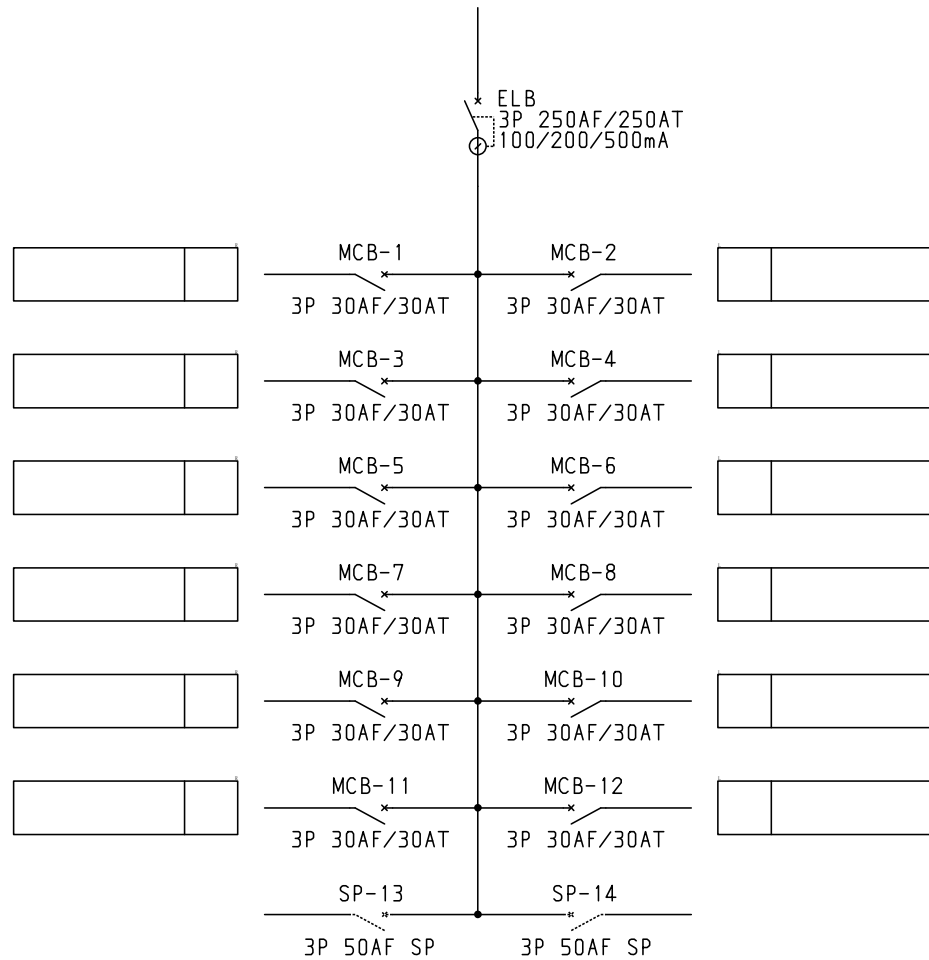 ELB
3P 250AF/250AT
100/200/500mA
MCB-1
MCB-2
3P 30AF/30AT
3P 30AF/30AT
MCB-3
MCB-4
3P 30AF/30AT
3P 30AF/30AT
MCB-5
MCB-6
3P 30AF/30AT
3P 30AF/30AT
MCB-7
MCB-8
3P 30AF/30AT
3P 30AF/30AT
MCB-9
MCB-10
3P 30AF/30AT
3P 30AF/30AT
MCB-11
MCB-12
3P 30AF/30AT
3P 30AF/30AT
SP-13
SP-14
3P 50AF SP
3P 50AF SP